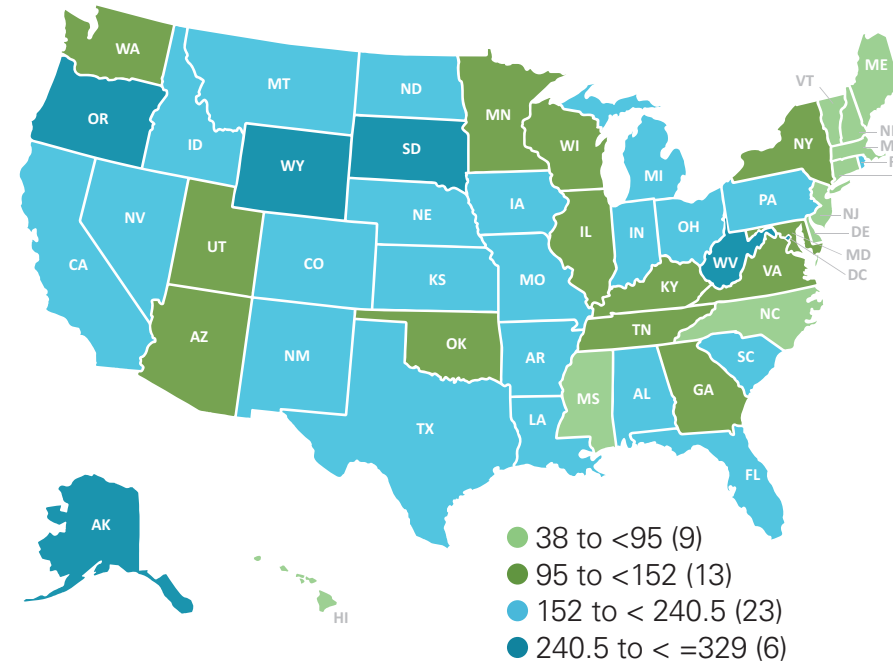 WA
OR
ID
MT
ND
MN
WI
MI
NY
VT
ME
WY
SD
NE
IA
IL
IN
OH
PA
NJ
DE
MD
DC
CA
NV
UT
CO
KS
MO
KY
WV
VA
AZ
NM
OK
AR
TN
NC
SC
TX
LA
MS
AL
GA
FL
AK
HI
38 to <95 (9)
95 to <152 (13)
152 to < 240.5 (23)
240.5 to < =329 (6)